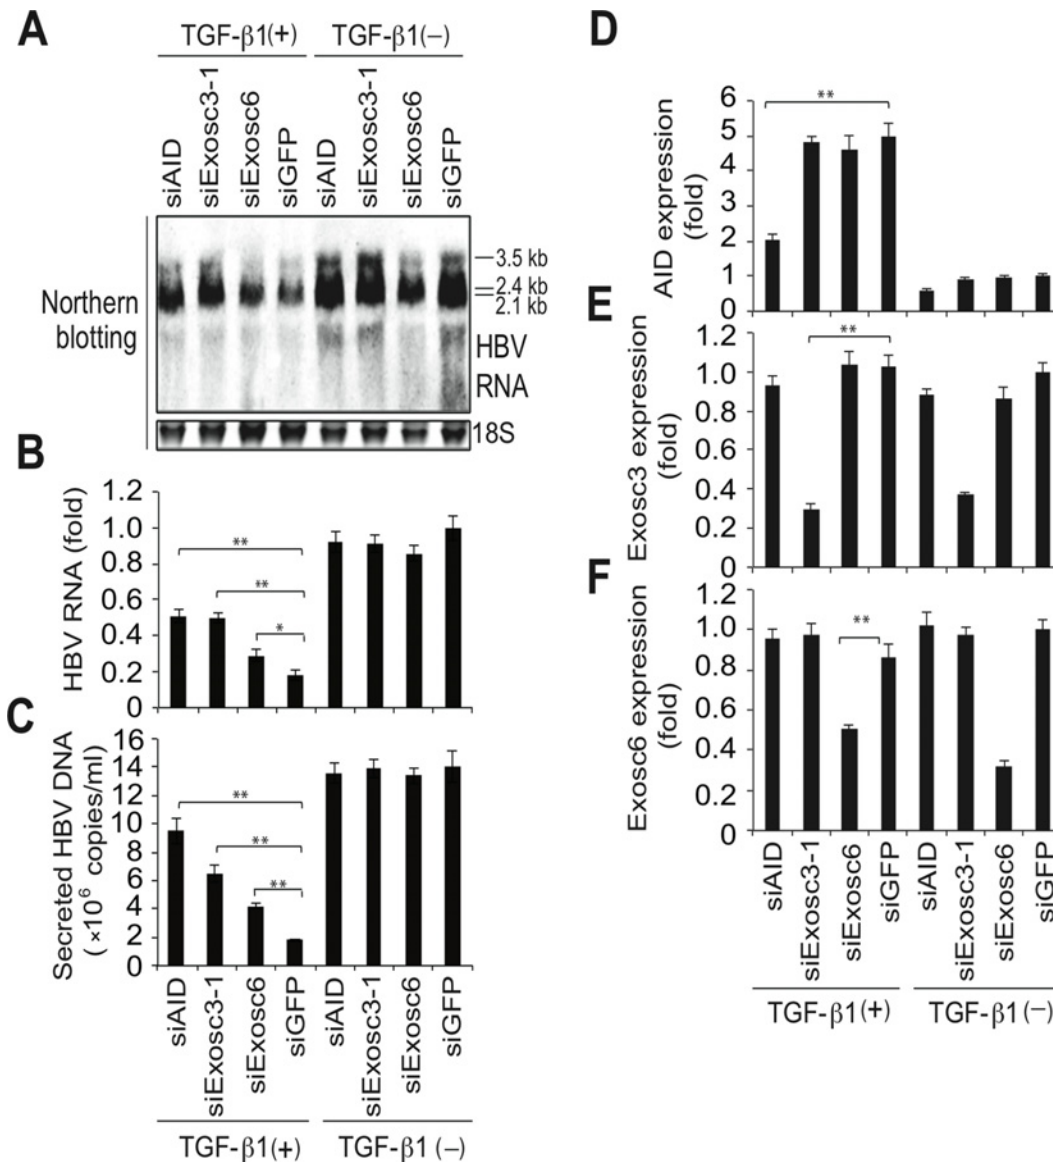 A
TGF-β1(+) TGF-β1(−)
siAID siExosc3-1 siExosc6 siGFP siAID siExosc3-1 siExosc6 siGFP
3.5 kb
2.4 kb
2.1 kb
Northern blotting
HBV
RNA
18S
B
HBV RNA (fold)
1.2
1.0
0.8
0.6
0.4
0.2
0
**
**
*
C
Secreted HBV DNA
(×10⁶ copies/ml)
16
14
12
10
8
6
4
2
0
**
**
**
siAID siExosc3-1 siExosc6 siGFP siAID siExosc3-1 siExosc6 siGFP
TGF-β1(+) TGF-β1 (−)
D
AID expression
(fold)
6
5
4
3
2
1
0
**
E
Exosc3 expression
(fold)
1.2
1.0
0.8
0.6
0.4
0.2
0
**
F
Exosc6 expression
(fold)
1.2
1.0
0.8
0.6
0.4
0.2
0
**
siAID siExosc3-1 siExosc6 siGFP siAID siExosc3-1 siExosc6 siGFP
TGF-β1(+) TGF-β1(−)